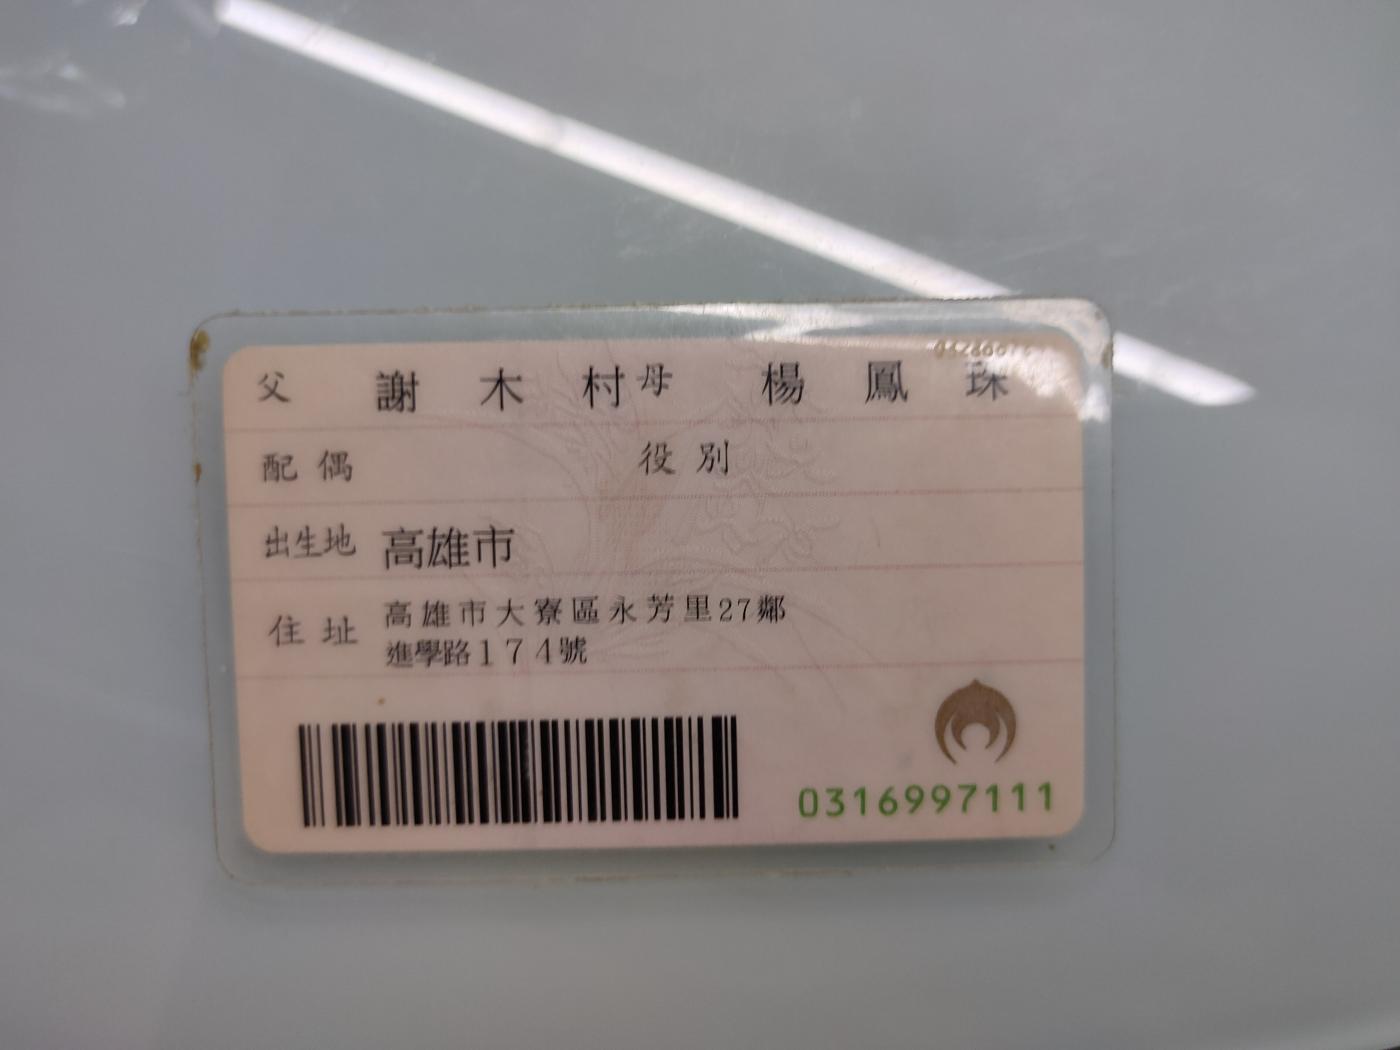 父 謝木村 母 楊鳳珠
配偶 役別
出生地 高雄市
住址 高雄市大寮區永芳里27鄰
進學路174號
0316997111